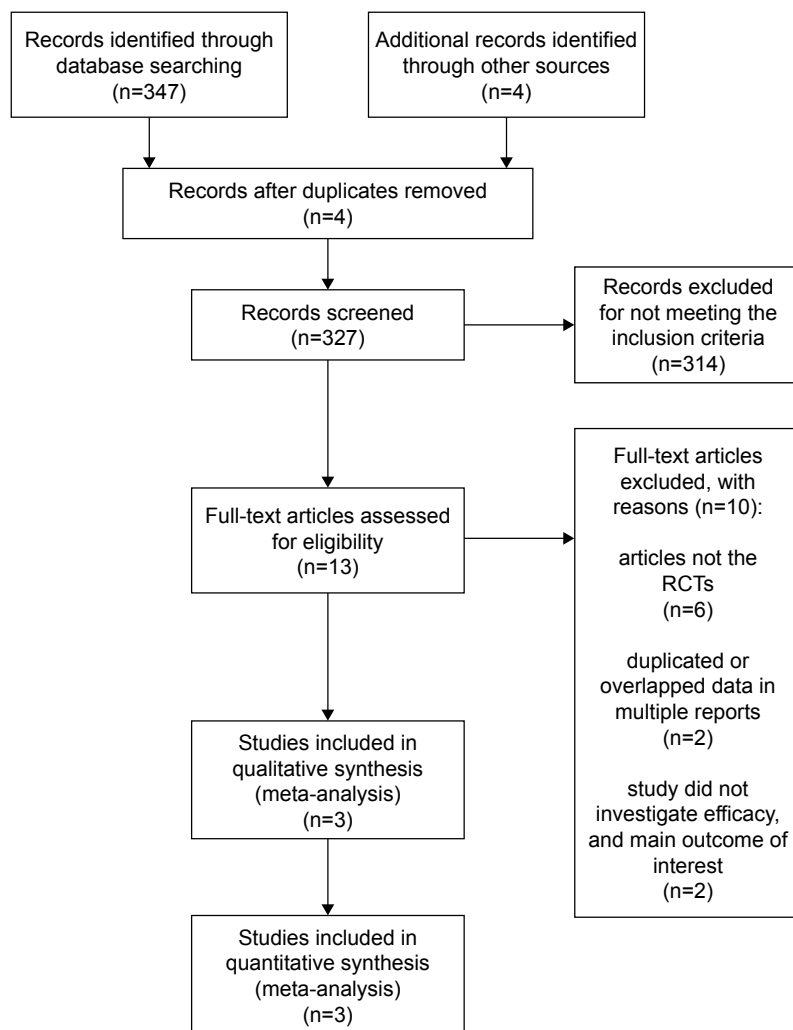 Records identified through
database searching
(n=347)
Additional records identified
through other sources
(n=4)
Records after duplicates removed
(n=4)
Records screened
(n=327)
Records excluded
for not meeting the
inclusion criteria
(n=314)
Full-text articles assessed
for eligibility
(n=13)
Full-text articles
excluded, with
reasons (n=10):
articles not the
RCTs
(n=6)
duplicated or
overlapped data in
multiple reports
(n=2)
study did not
investigate efficacy,
and main outcome of
interest
(n=2)
Studies included in
qualitative synthesis
(meta-analysis)
(n=3)
Studies included in
quantitative synthesis
(meta-analysis)
(n=3)